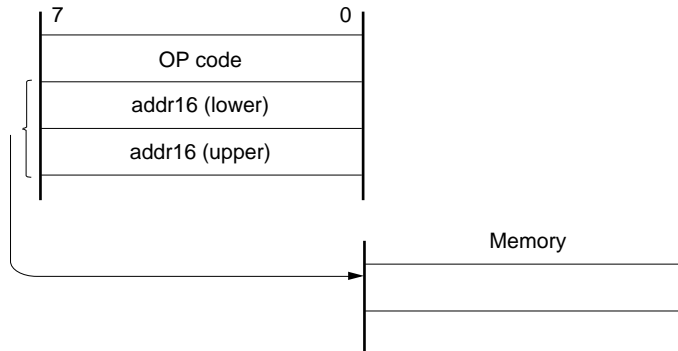 7 0
OP code
addr16 (lower)
addr16 (upper)
Memory